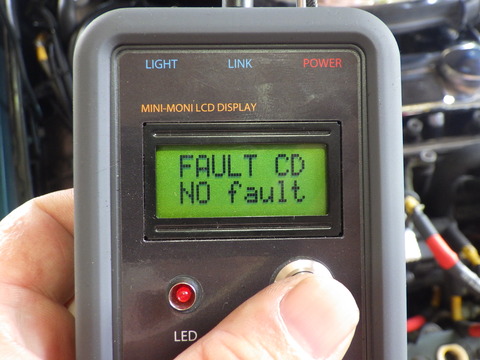 LIGHT LINK POWER
MINI-MONI LCD DISPLAY
FAULT CD
NO fault
LED